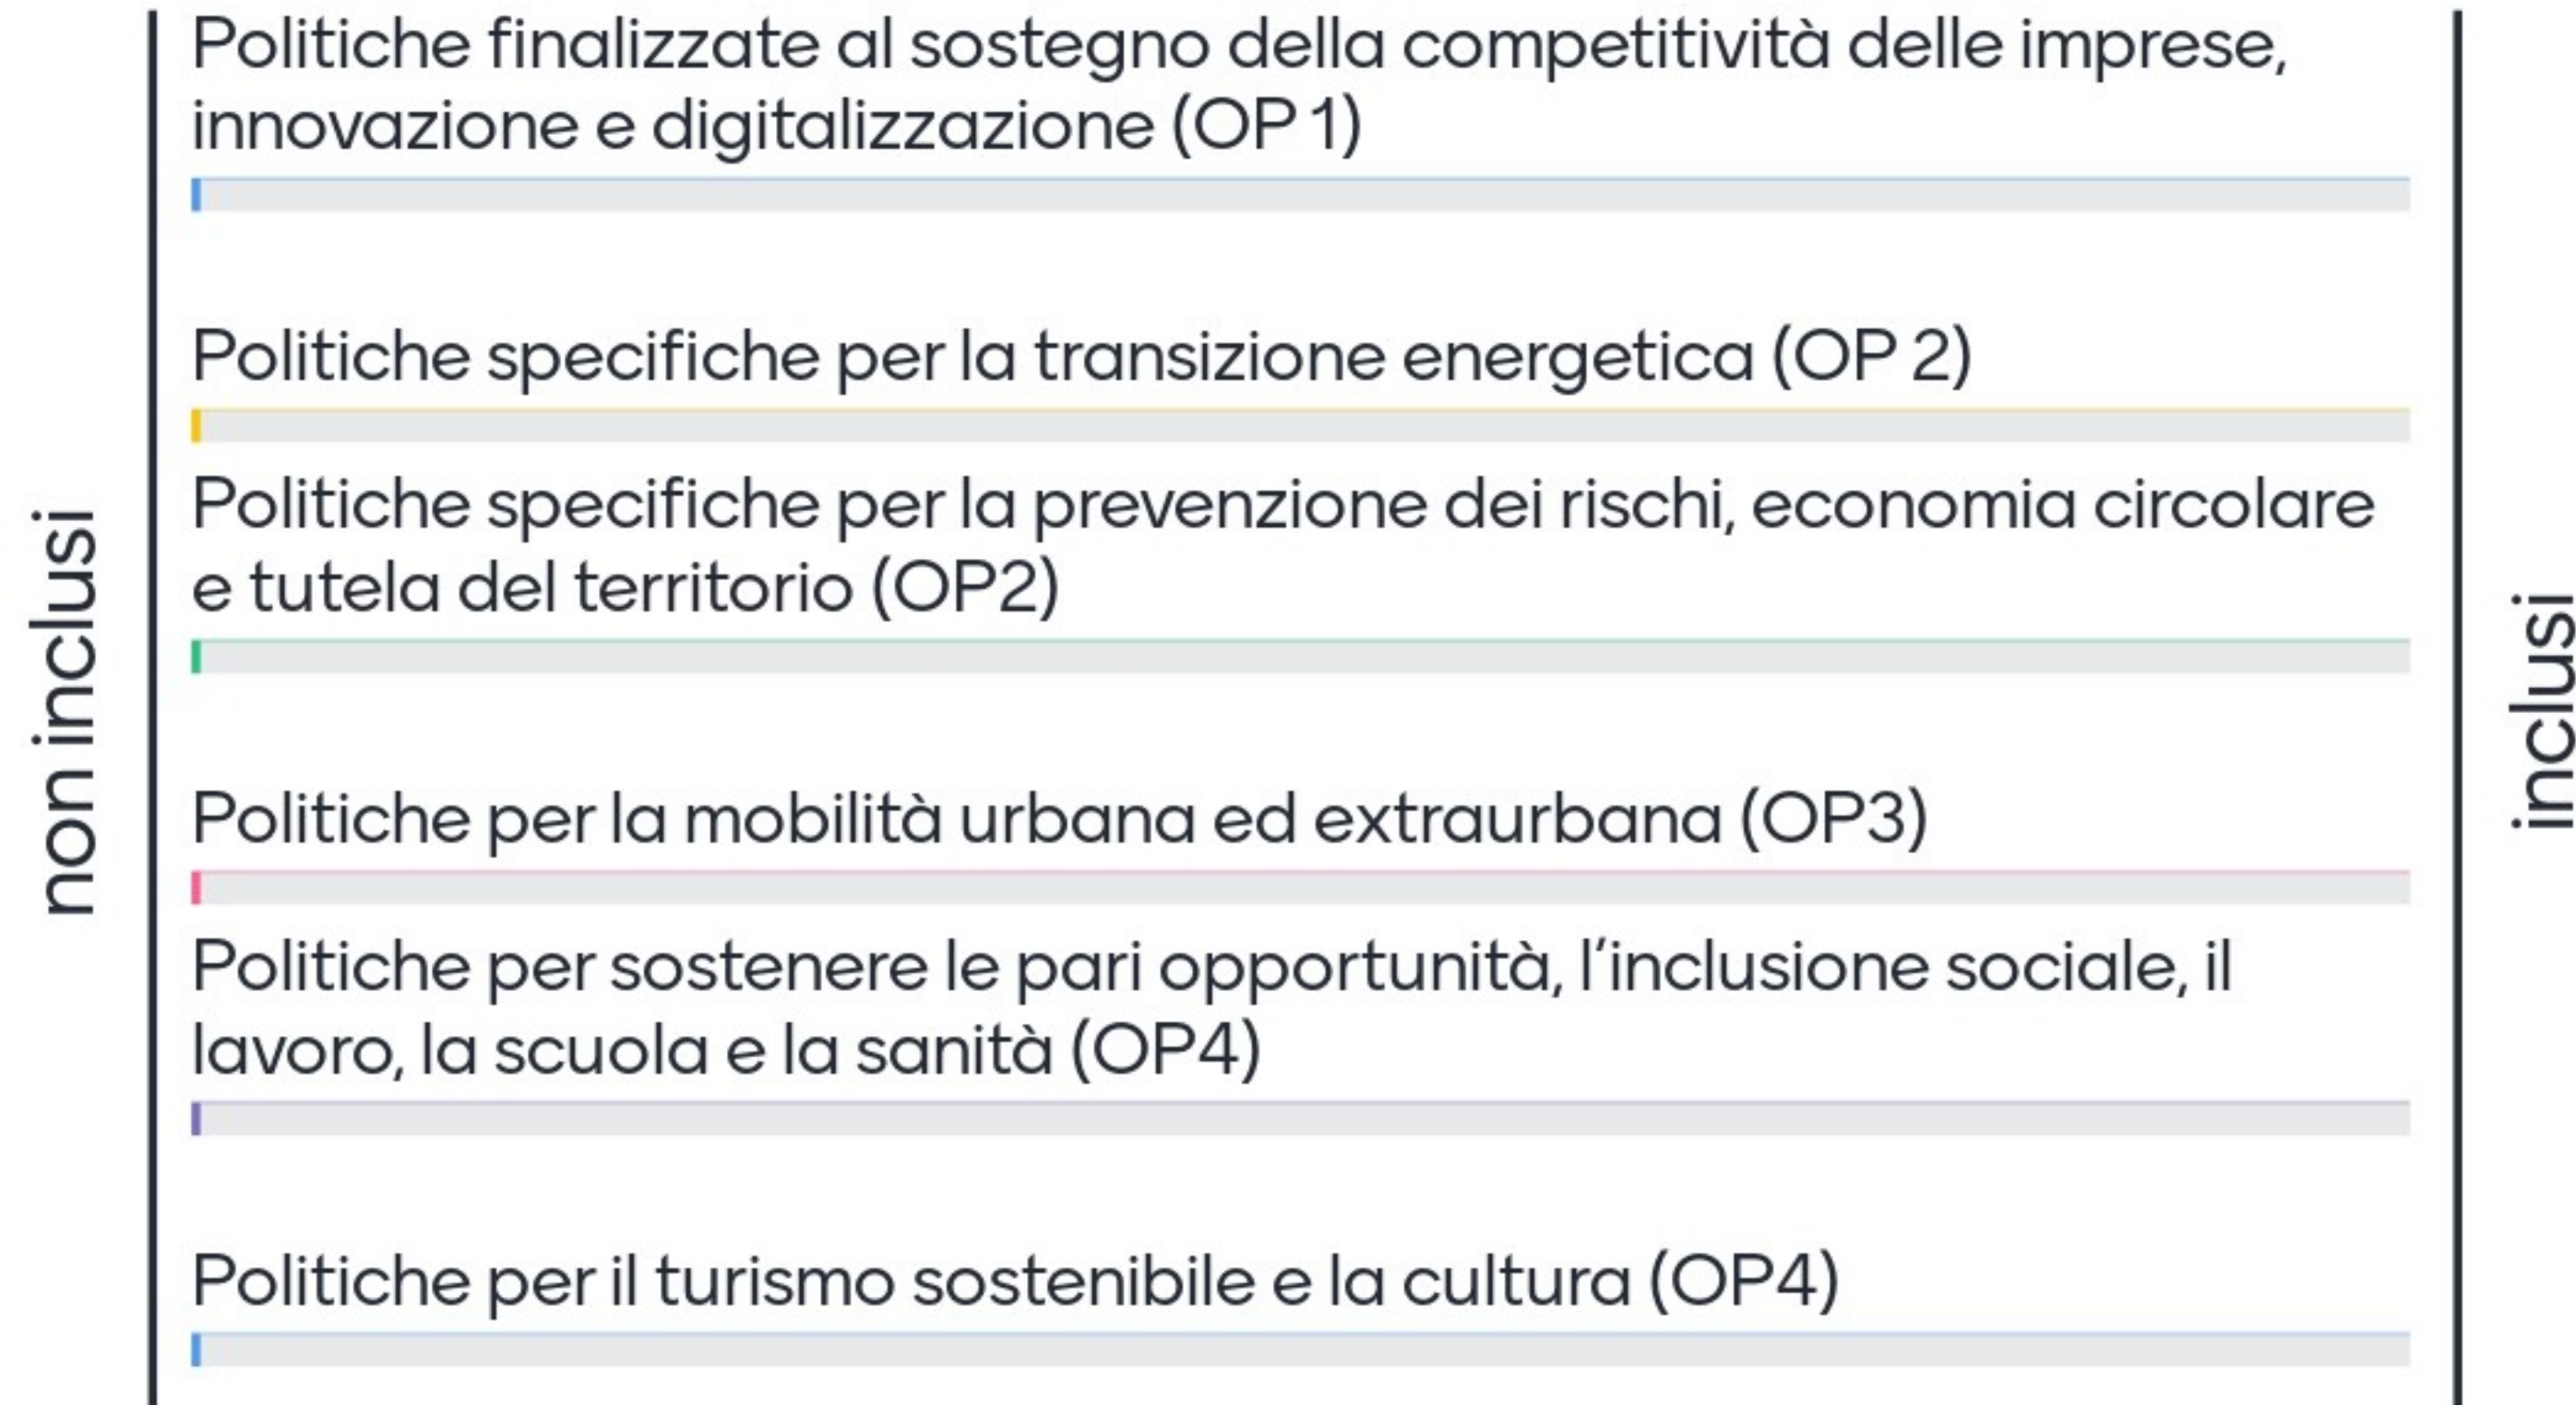 Politiche finalizzate al sostegno della competitività delle imprese,
innovazione e digitalizzazione (OP 1)
Politiche specifiche per la transizione energetica (OP 2)
Politiche specifiche per la prevenzione dei rischi, economia circolare
e tutela del territorio (OP2)
Politiche per la mobilità urbana ed extraurbana (OP3)
Politiche per sostenere le pari opportunità, l’inclusione sociale, il
lavoro, la scuola e la sanità (OP4)
Politiche per il turismo sostenibile e la cultura (OP4)
non inclusi
inclusi